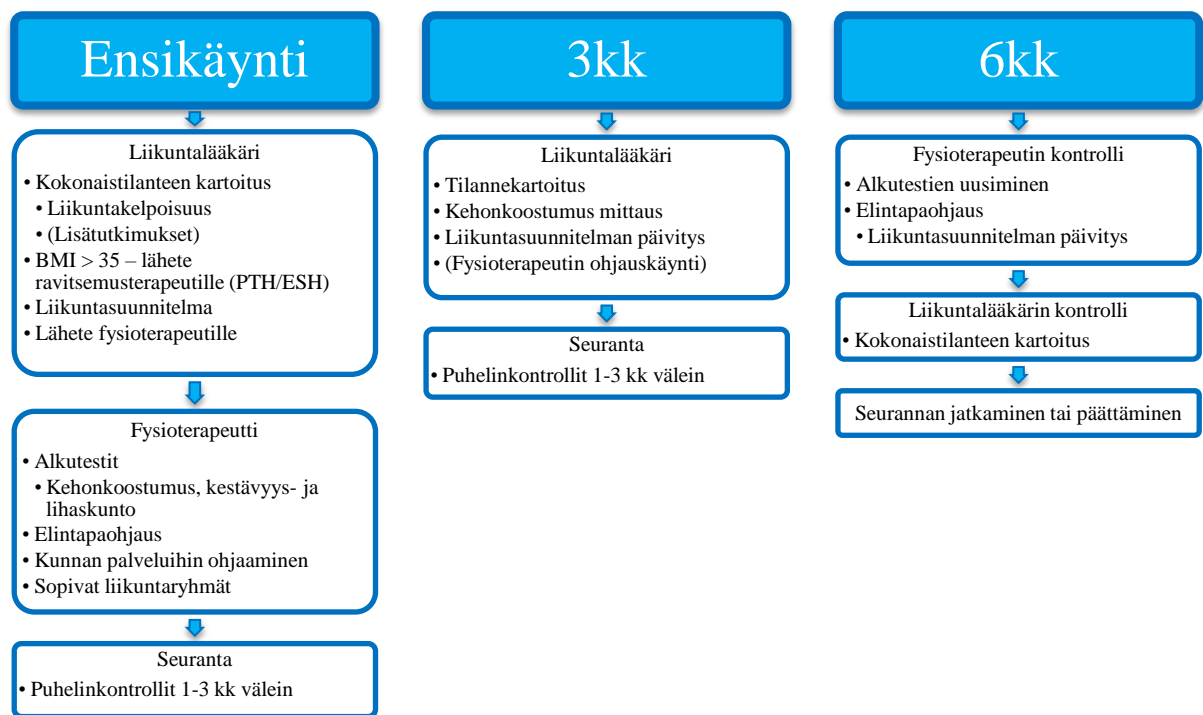 Ensikäynti
Liikuntalääkäri
• Kokonaistilanteen kartoitus
• Liikuntakelpoisuus
• (Lisätutkimukset)
• BMI > 35 – lähete
ravitsemusterapeutille (PTH/ESH)
• Liikuntasuunnitelma
• Lähete fysioterapeutille
Fysioterapeutti
• Alkutestit
• Kehonkoostumus, kestävyys- ja
lihaskunto
• Elintapaohjaus
• Kunnan palveluihin ohjaaminen
• Sopivat liikuntaryhmät
Seuranta
• Puhelinkontrollit 1-3 kk välein
3kk
Liikuntalääkäri
• Tilannekartoitus
• Kehonkoostumus mittaus
• Liikuntasuunnitelman päivitys
• (Fysioterapeutin ohjauskäynti)
Seuranta
• Puhelinkontrollit 1-3 kk välein
6kk
Fysioterapeutin kontrolli
• Alkutestien uusiminen
• Elintapaohjaus
• Liikuntasuunnitelman päivitys
Liikuntalääkärin kontrolli
• Kokonaistilanteen kartoitus
Seurannan jatkaminen tai päättäminen